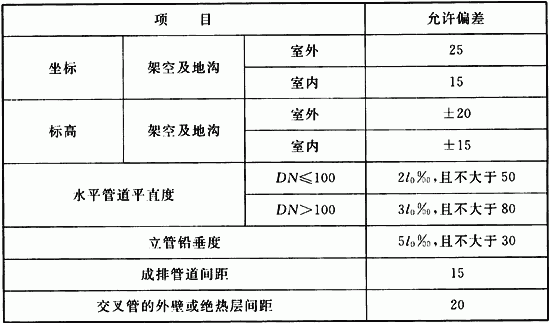 项 目 允许偏差
坐标 架空及地沟 室外 25
室内 15
标高 架空及地沟 室外 ±20
室内 ±15
水平管道平直度 DN≤100 2l₀‰,且不大于 50
DN>100 3l₀‰,且不大于 80
立管铅垂度 5l₀‰,且不大于 30
成排管道间距 15
交叉管的外壁或绝热层间距 20